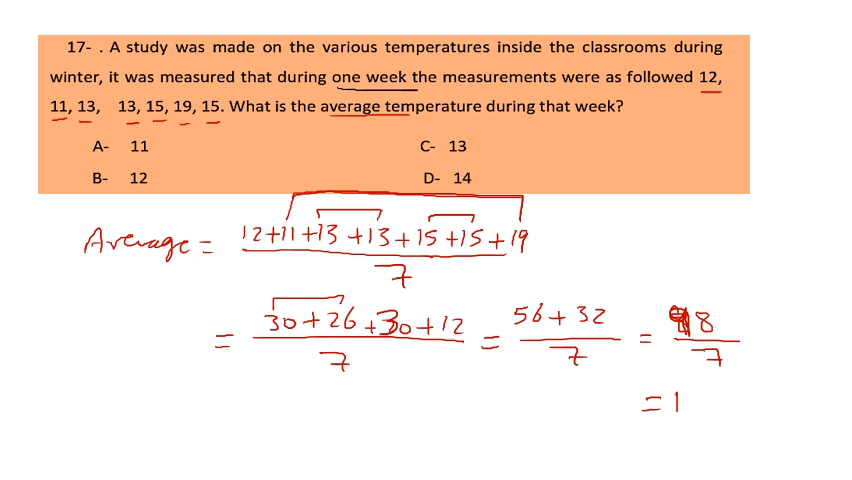 17- . A study was made on the various temperatures inside the classrooms during
winter, it was measured that during one week the measurements were as followed 12,
11, 13, 13, 15, 19, 15. What is the average temperature during that week?
A- 11 C- 13
B- 12 D- 14
Average = 12+11+13+13+15+15+19
7
= 30+26+30+12 = 56+32 = 98
7 7 7
= 1